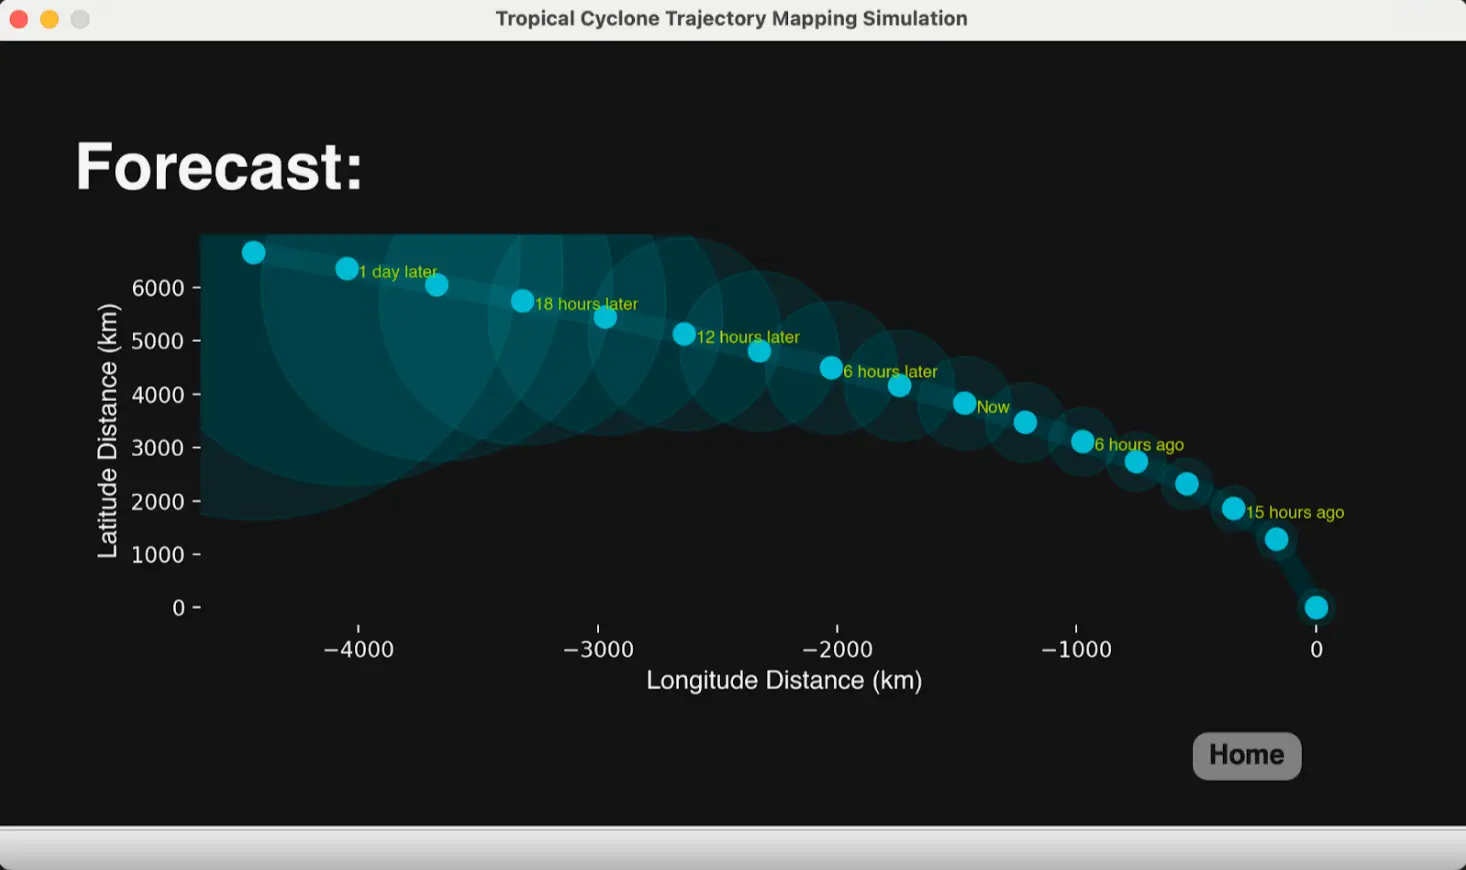 Tropical Cyclone Trajectory Mapping Simulation
Forecast:
6000
5000
4000
3000
2000
1000
0
Latitude Distance (km)
1 day later
18 hours later
12 hours later
6 hours later
Now
6 hours ago
15 hours ago
−4000
−3000
−2000
−1000
0
Longitude Distance (km)
Home